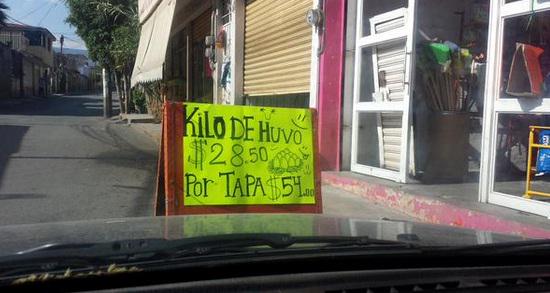 KILO DE HUVO
$28.50
Por TAPA $54.00